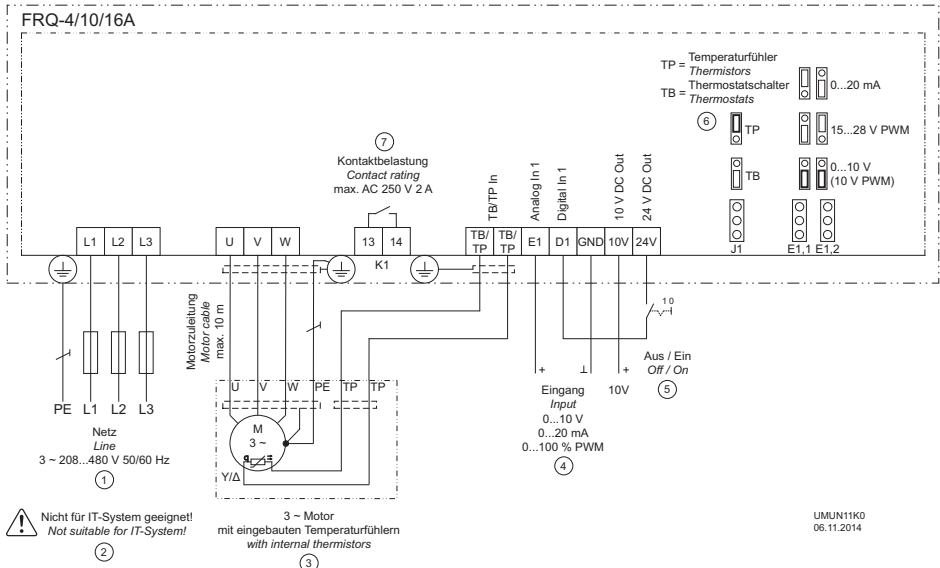 FRQ-4/10/16A
TP = Temperaturfühler
Thermistors
TB = Thermostatschalter
Thermostats
6
0...20 mA
TP
15...28 V PWM
TB
0...10 V
(10 V PWM)
J1
E1,1 E1,2
7
Kontaktbelastung
Contact rating
max. AC 250 V 2 A
TB/TP In
Analog In 1
Digital In 1
10 V DC Out
24 V DC Out
L1 L2 L3
U V W
13 14
K1
TB/TP TB/TP E1 D1 GND 10V 24V
Motorzuleitung
Motor cable
max. 10 m
1 0
Aus / Ein
Off / On
5
+ ⊥ +
Eingang 10V
Input
0...10 V
0...20 mA
0...100 % PWM
4
PE L1 L2 L3
Netz
Line
3 ~ 208...480 V 50/60 Hz
1
U V W PE TP TP
M
3 ~
Y/Δ
3 ~ Motor
mit eingebauten Temperaturfühlern
with internal thermistors
3
Nicht für IT-System geeignet!
Not suitable for IT-System!
2
UMUN11K0
06.11.2014